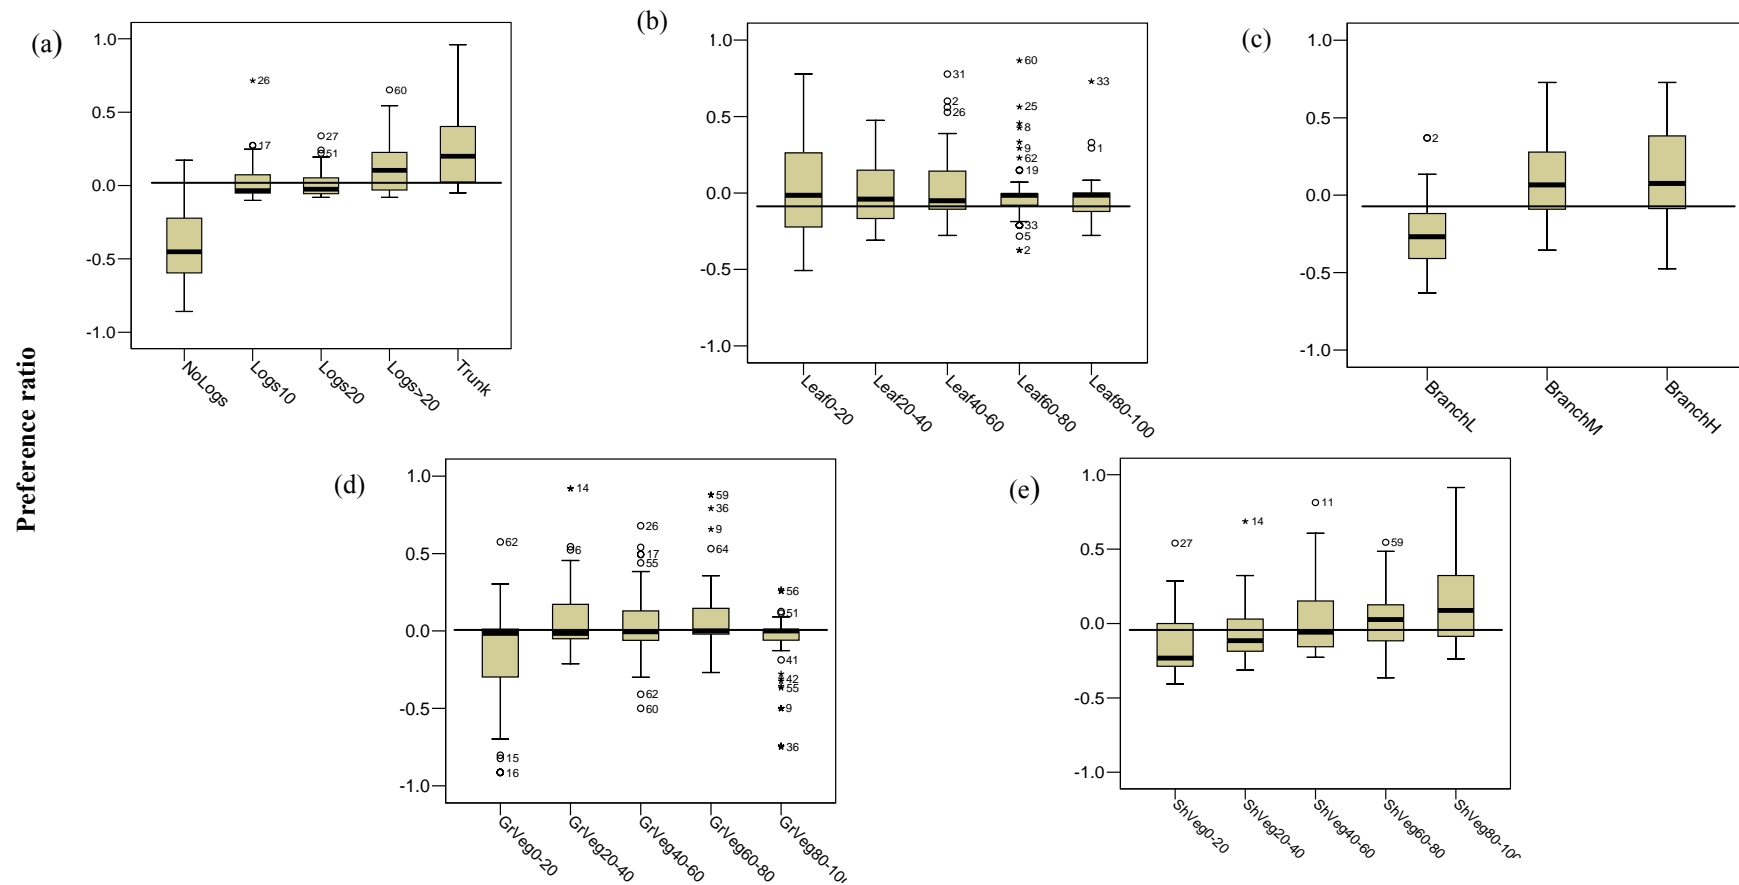 Preference ratio
(a)
1.0
0.5
0.0
-0.5
-1.0
*26
17
27
51
60
NoLogs
Logs10
Logs20
Logs>20
Trunk
(b)
1.0
0.5
0.0
-0.5
-1.0
31
2
26
60
25
8
9
62
19
33
5
2
33
1
Leaf0-20
Leaf20-40
Leaf40-60
Leaf60-80
Leaf80-100
(c)
1.0
0.5
0.0
-0.5
-1.0
2
BranchL
BranchM
BranchH
(d)
1.0
0.5
0.0
-0.5
-1.0
62
15
16
14
6
26
17
55
62
60
59
36
9
64
56
51
41
42
55
9
36
GrVeg0-20
GrVeg20-40
GrVeg40-60
GrVeg60-80
GrVeg80-100
(e)
1.0
0.5
0.0
-0.5
-1.0
27
14
11
59
ShVeg0-20
ShVeg20-40
ShVeg40-60
ShVeg60-80
ShVeg80-100